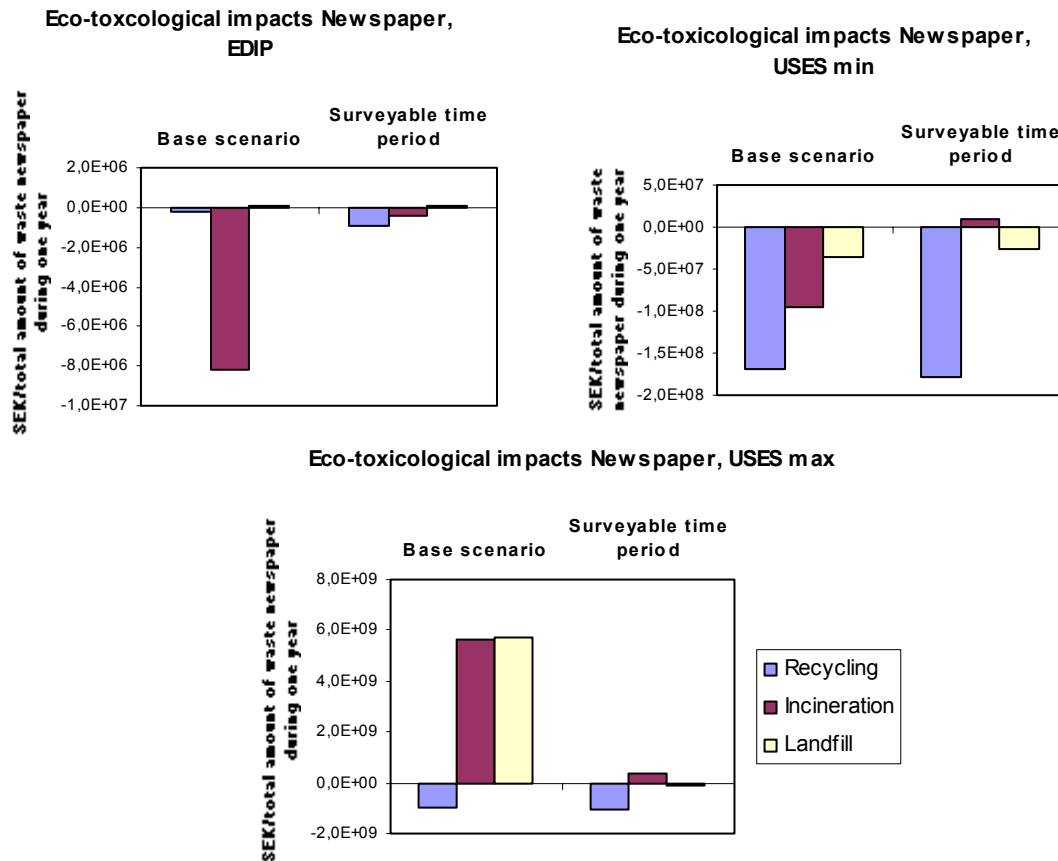 Eco-toxcological impacts Newspaper,
EDIP
SEK/total amount of waste newspaper
during one year
Base scenario
Surveyable time
period
2,0E+06
0,0E+00
-2,0E+06
-4,0E+06
-6,0E+06
-8,0E+06
-1,0E+07
Eco-toxicological impacts Newspaper,
USES min
SEK/total amount of waste
newspaper during one year
Base scenario
Surveyable time
period
5,0E+07
0,0E+00
-5,0E+07
-1,0E+08
-1,5E+08
-2,0E+08
Eco-toxicological impacts Newspaper, USES max
SEK/total amount of waste newspaper
during one year
Base scenario
Surveyable time
period
8,0E+09
6,0E+09
4,0E+09
2,0E+09
0,0E+00
-2,0E+09
Recycling
Incineration
Landfill